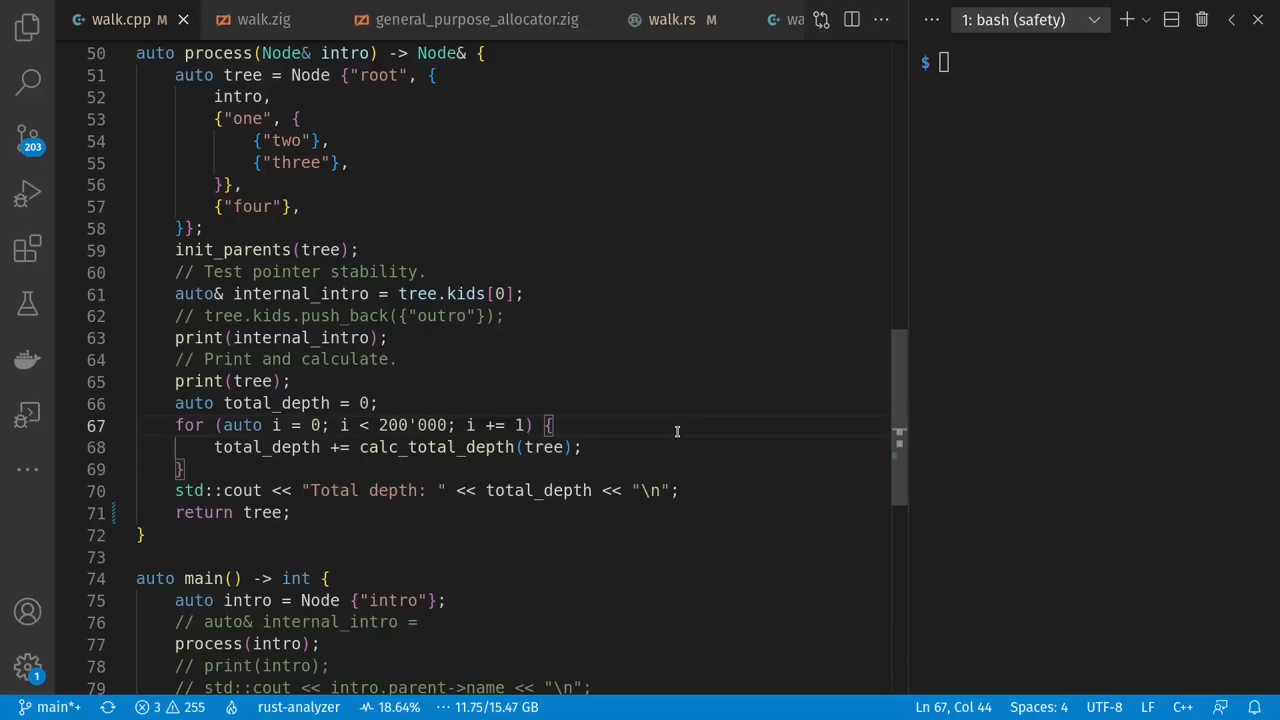 walk.cpp M
walk.zig
general_purpose_allocator.zig
walk.rs M
wa
1: bash (safety)
50 auto process(Node& intro) -> Node& {
51 auto tree = Node {"root", {
52 intro,
53 {"one", {
54 {"two"},
55 {"three"},
56 }},
57 {"four"},
58 }};
59 init_parents(tree);
60 // Test pointer stability.
61 auto& internal_intro = tree.kids[0];
62 // tree.kids.push_back({"outro"});
63 print(internal_intro);
64 // Print and calculate.
65 print(tree);
66 auto total_depth = 0;
67 for (auto i = 0; i < 200'000; i += 1) {
68 total_depth += calc_total_depth(tree);
69 }
70 std::cout << "Total depth: " << total_depth << "\n";
71 return tree;
72 }
73
74 auto main() -> int {
75 auto intro = Node {"intro"};
76 // auto& internal_intro =
77 process(intro);
78 // print(intro);
79 // std::cout << intro.parent->name << "\n";
$
203
1
main*+ 3 255 rust-analyzer 18.64% 11.75/15.47 GB Ln 67, Col 44 Spaces: 4 UTF-8 LF C++